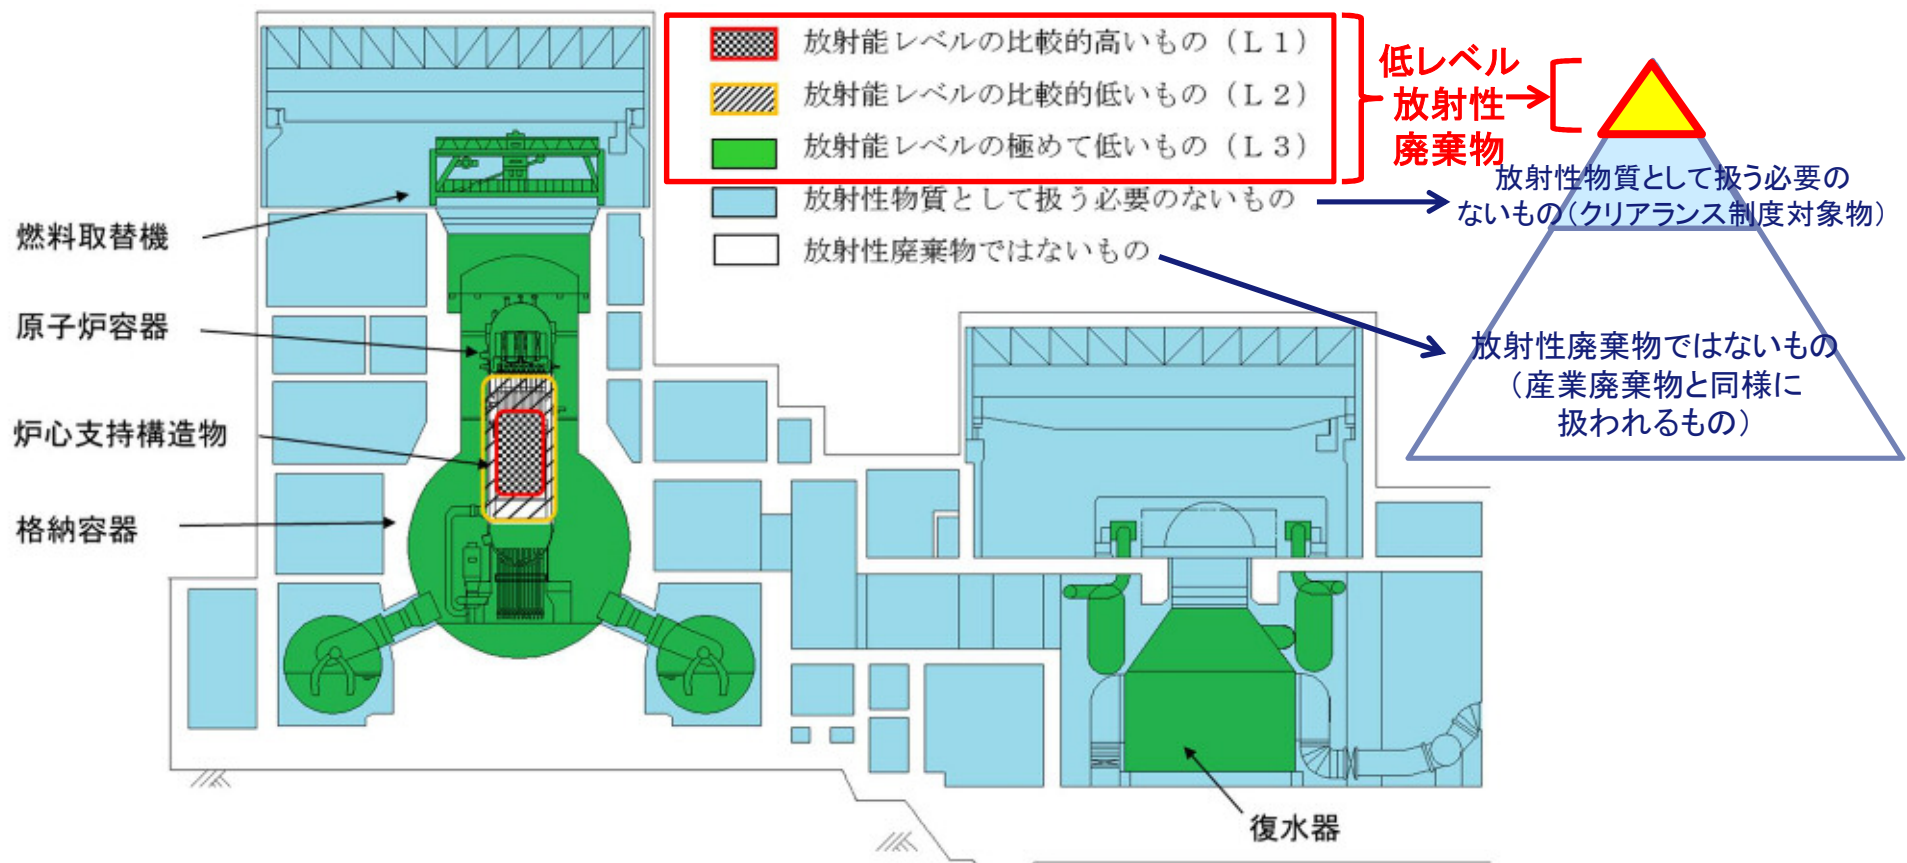 放射能レベルの比較的高いもの（Ｌ１）
放射能レベルの比較的低いもの（Ｌ２）
放射能レベルの極めて低いもの（Ｌ３）
放射性物質として扱う必要のないもの
放射性廃棄物ではないもの
低レベル
放射性
廃棄物
放射性物質として扱う必要の
ないもの（クリアランス制度対象物）
放射性廃棄物ではないもの
（産業廃棄物と同様に
扱われるもの）
燃料取替機
原子炉容器
炉心支持構造物
格納容器
復水器